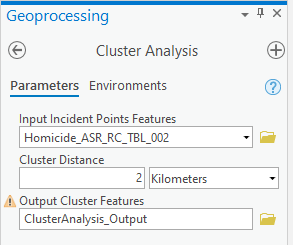 Geoprocessing
Cluster Analysis
Parameters Environments
Input Incident Points Features
Homicide_ASR_RC_TBL_002
Cluster Distance
2 Kilometers
Output Cluster Features
ClusterAnalysis_Output